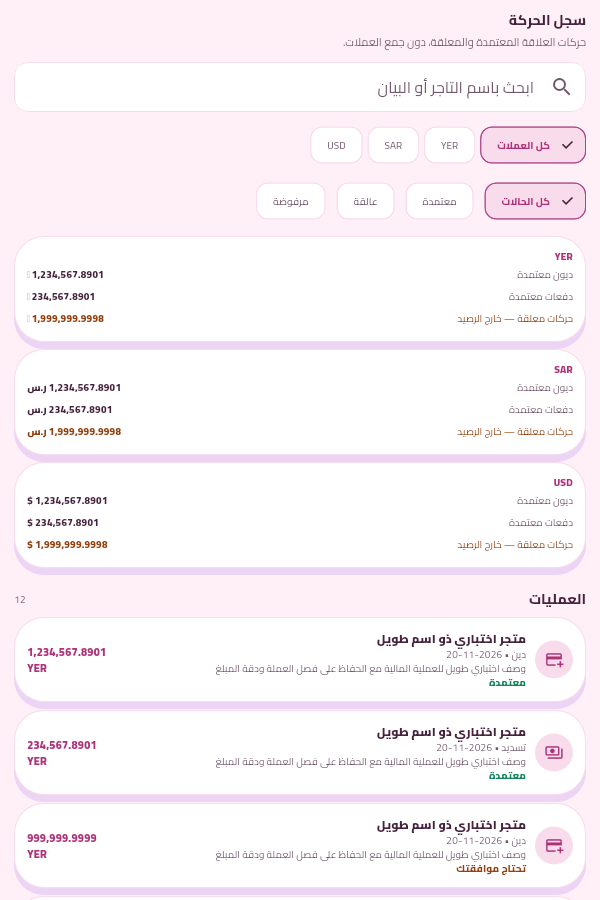 سجل الحركة
حركات العلاقة المعتمدة والمعلقة، دون جمع العملات.
ابحث باسم التاجر أو البيان
كل العملات
YER
SAR
USD
كل الحالات
معتمدة
عالقة
مرفوضة
YER
ديون معتمدة 1,234,567.8901
دفعات معتمدة 234,567.8901
حركات معلقة — خارج الرصيد 1,999,999.9998
SAR
ديون معتمدة 1,234,567.8901 ر.س
دفعات معتمدة 234,567.8901 ر.س
حركات معلقة — خارج الرصيد 1,999,999.9998 ر.س
USD
ديون معتمدة 1,234,567.8901 $
دفعات معتمدة 234,567.8901 $
حركات معلقة — خارج الرصيد 1,999,999.9998 $
العمليات 12
متجر اختباري ذو اسم طويل
دين • 2026-11-20
وصف اختباري طويل للعملية المالية مع الحفاظ على فصل العملة ودقة المبلغ
معتمدة
1,234,567.8901
YER
متجر اختباري ذو اسم طويل
تسديد • 2026-11-20
وصف اختباري طويل للعملية المالية مع الحفاظ على فصل العملة ودقة المبلغ
معتمدة
234,567.8901
YER
متجر اختباري ذو اسم طويل
دين • 2026-11-20
وصف اختباري طويل للعملية المالية مع الحفاظ على فصل العملة ودقة المبلغ
تحتاج موافقتك
999,999.9999
YER